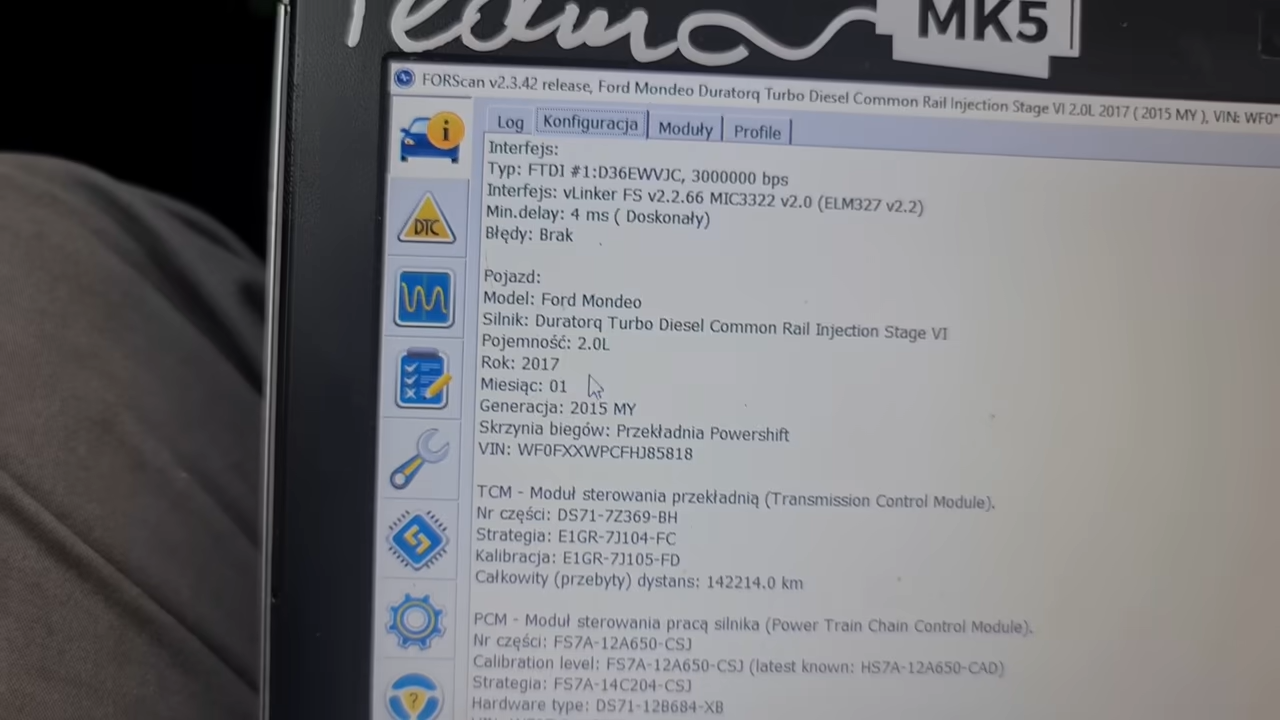 Team
MK5
FORScan v2.3.42 release, Ford Mondeo Duratorq Turbo Diesel Common Rail Injection Stage VI 2.0L 2017 ( 2015 MY ), VIN: WF0*
Log Konfiguracja Moduły Profile
Interfejs:
Typ: FTDI #1:D36EWVJC, 3000000 bps
Interfejs: vLinker FS v2.2.66 MIC3322 v2.0 (ELM327 v2.2)
Min.delay: 4 ms ( Doskonały)
Błędy: Brak
DTC
Pojazd:
Model: Ford Mondeo
Silnik: Duratorq Turbo Diesel Common Rail Injection Stage VI
Pojemność: 2.0L
Rok: 2017
Miesiąc: 01
Generacja: 2015 MY
Skrzynia biegów: Przekładnia Powershift
VIN: WF0FXXWPCFHJ85818
TCM - Moduł sterowania przekładnią (Transmission Control Module).
Nr części: DS71-7Z369-BH
Strategia: E1GR-7J104-FC
Kalibracja: E1GR-7J105-FD
Całkowity (przebyty) dystans: 142214.0 km
PCM - Moduł sterowania pracą silnika (Power Train Chain Control Module).
Nr części: FS7A-12A650-CSJ
Calibration level: FS7A-12A650-CSJ (latest known: HS7A-12A650-CAD)
Strategia: FS7A-14C204-CSJ
Hardware type: DS71-12B684-XB